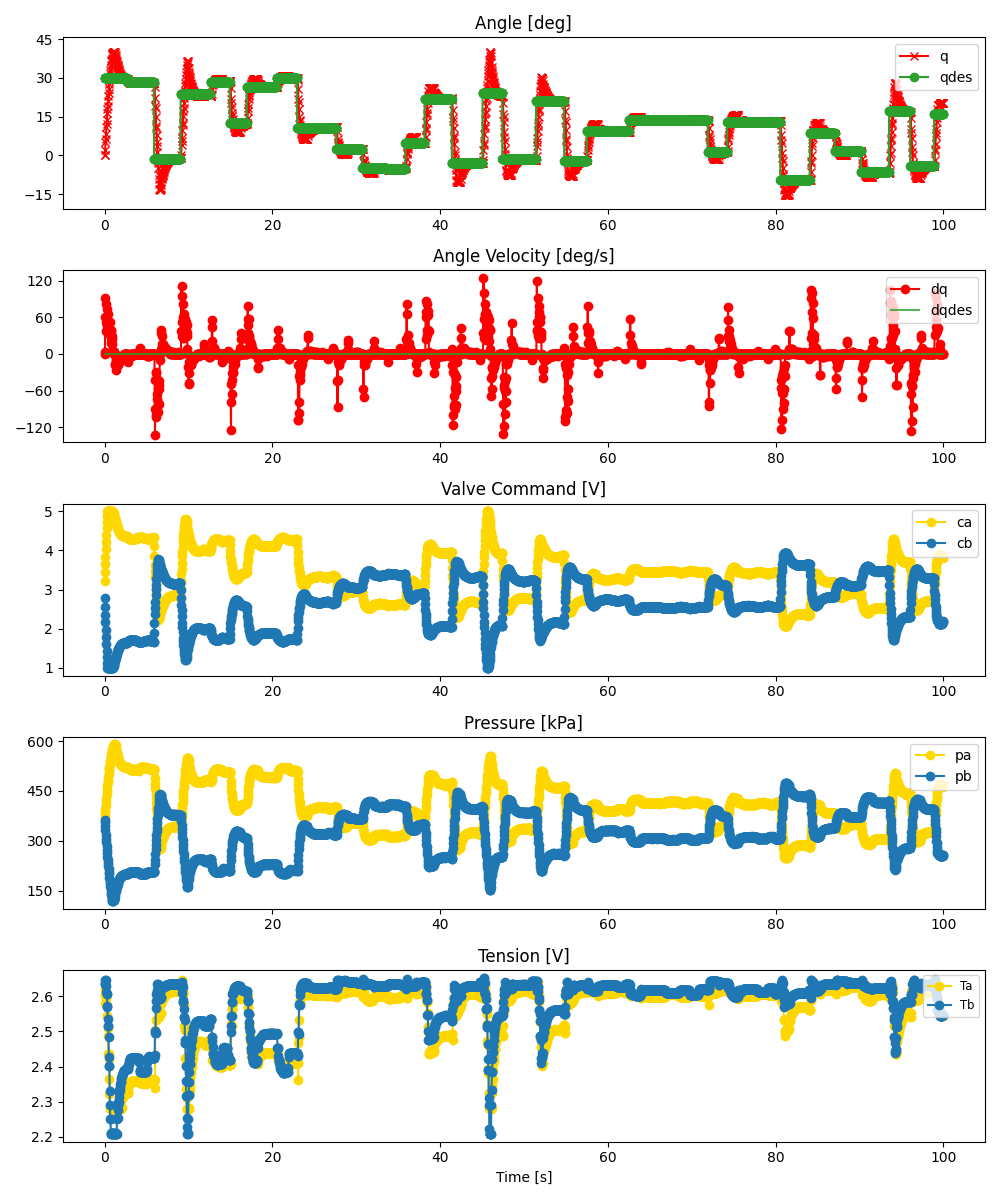 Angle [deg]
45
30
15
0
−15
q
qdes
0 20 40 60 80 100
Angle Velocity [deg/s]
120
60
0
−60
−120
dq
dqdes
0 20 40 60 80 100
Valve Command [V]
5
4
3
2
1
ca
cb
0 20 40 60 80 100
Pressure [kPa]
600
450
300
150
pa
pb
0 20 40 60 80 100
Tension [V]
2.6
2.5
2.4
2.3
2.2
Ta
Tb
0 20 40 60 80 100
Time [s]